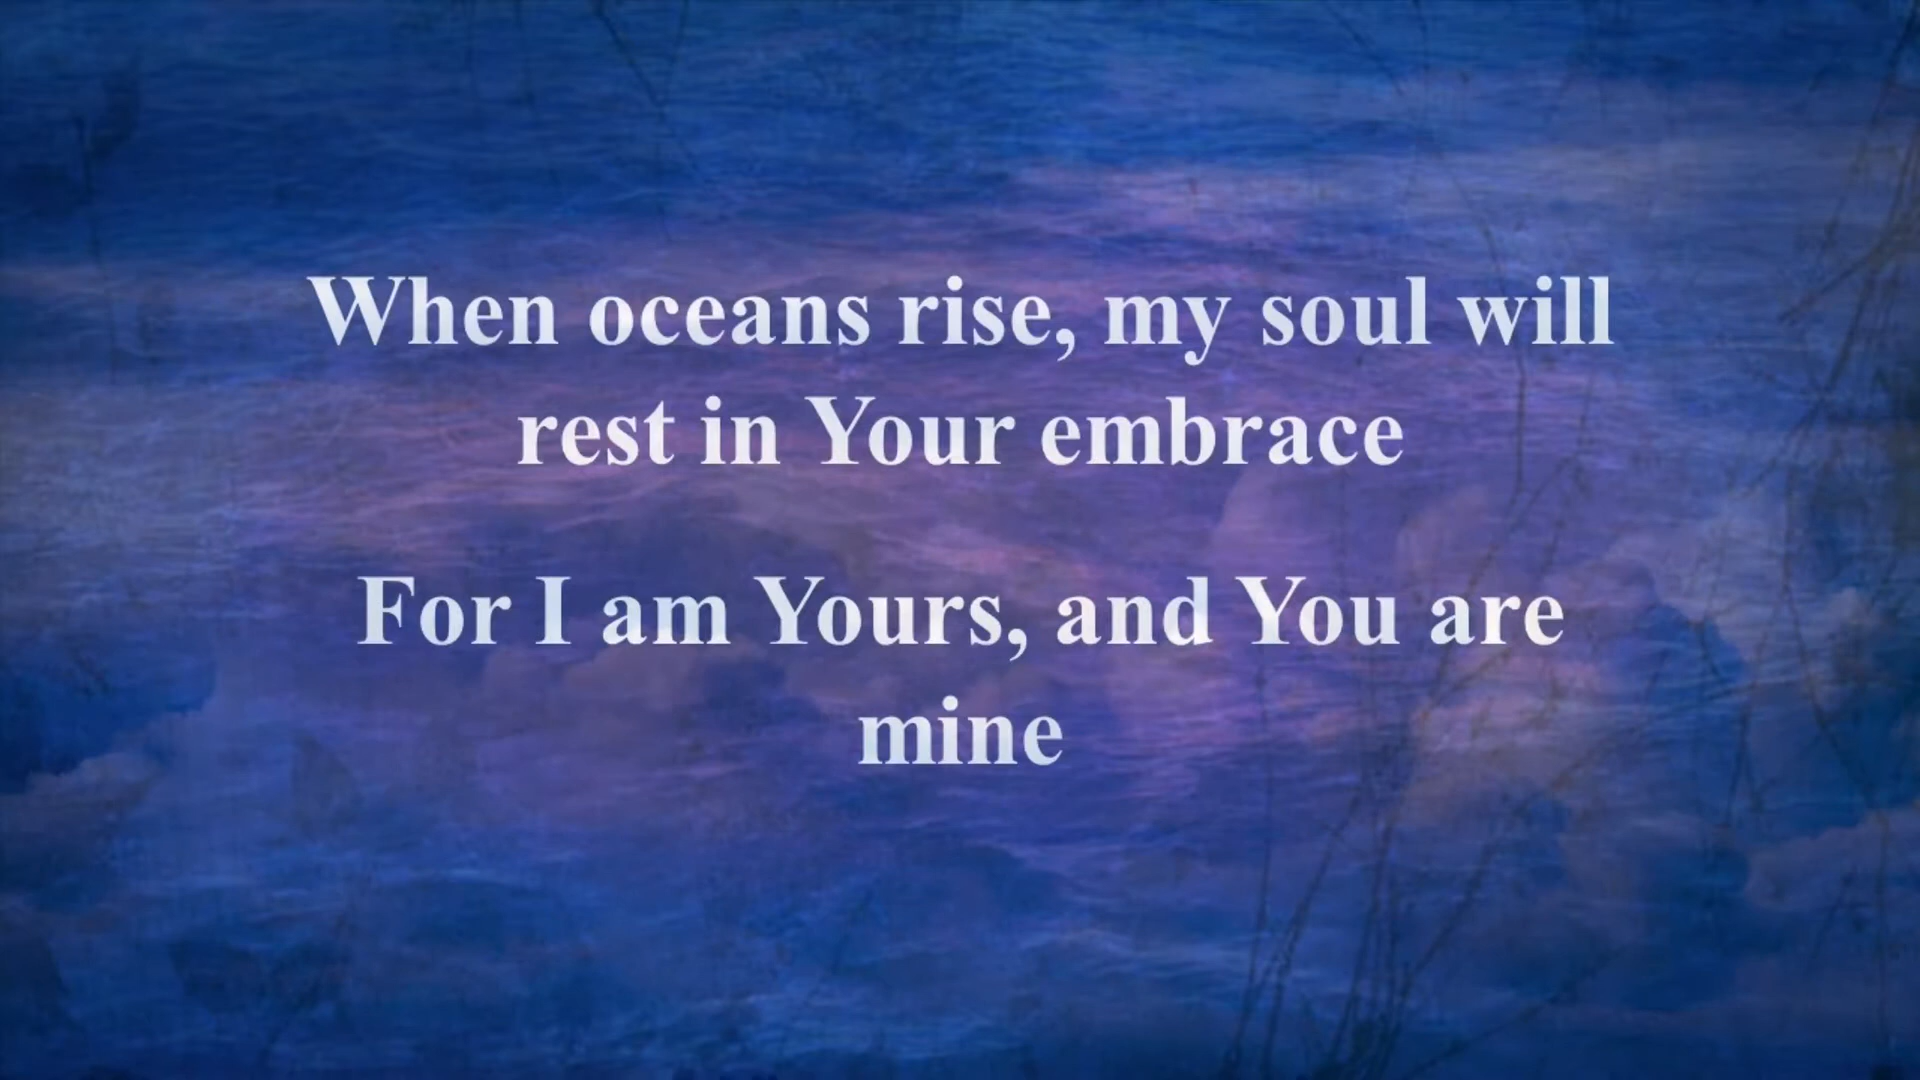 When oceans rise, my soul will
rest in Your embrace
For I am Yours, and You are
mine